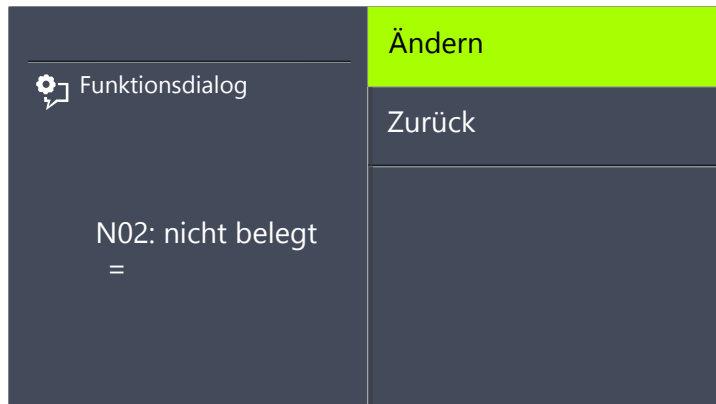 Funktionsdialog
N02: nicht belegt
=
Ändern
Zurück